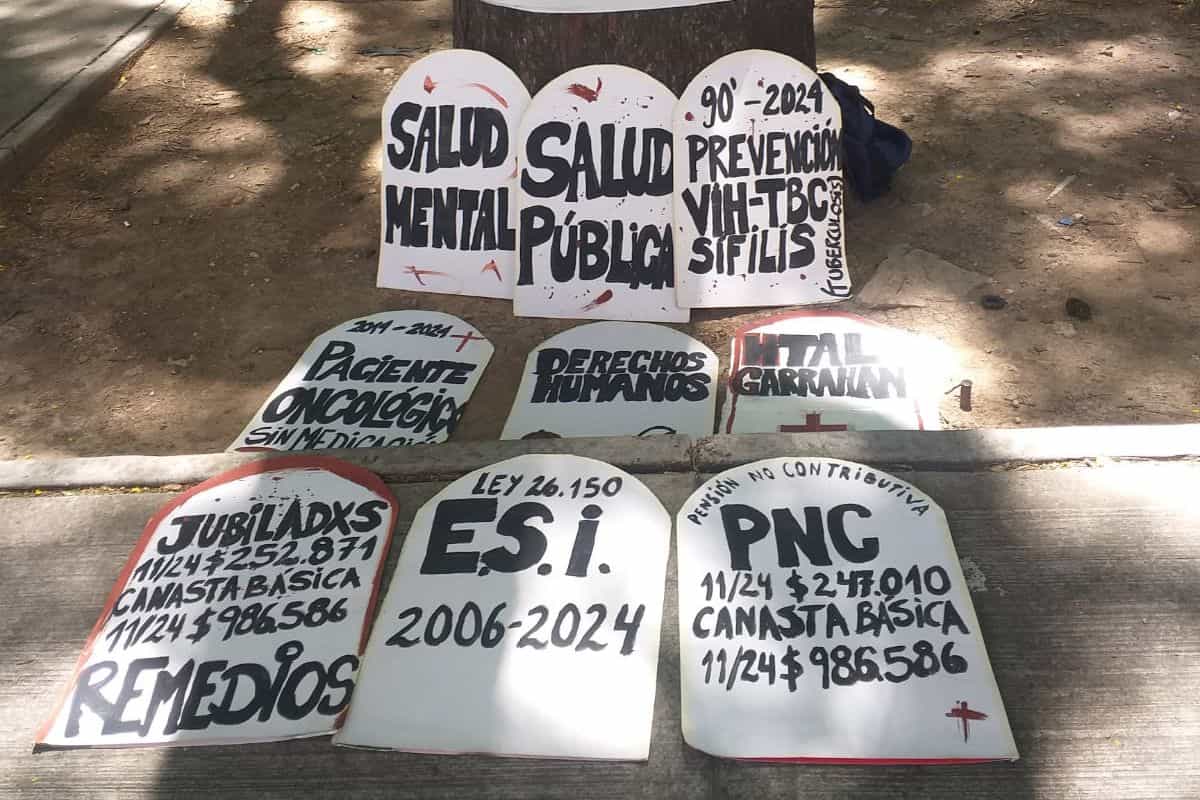 SALUD
MENTAL
SALUD
PÚBLICA
90' - 2024
PREVENCIÓN
VIH-TBC
SÍFILIS
(TUBERCULOSIS)
2019 - 2024
PACIENTE
ONCOLÓGICO
SIN MEDICACIÓN
DERECHOS
HUMANOS
HTAL
GARRAHAN
JUBILADXS
11/24 $252.871
CANASTA BÁSICA
11/24 $986.586
REMEDIOS
LEY 26.150
E.S.i.
2006-2024
PENSIÓN NO CONTRIBUTIVA
PNC
11/24 $247.010
CANASTA BÁSICA
11/24 $986.586